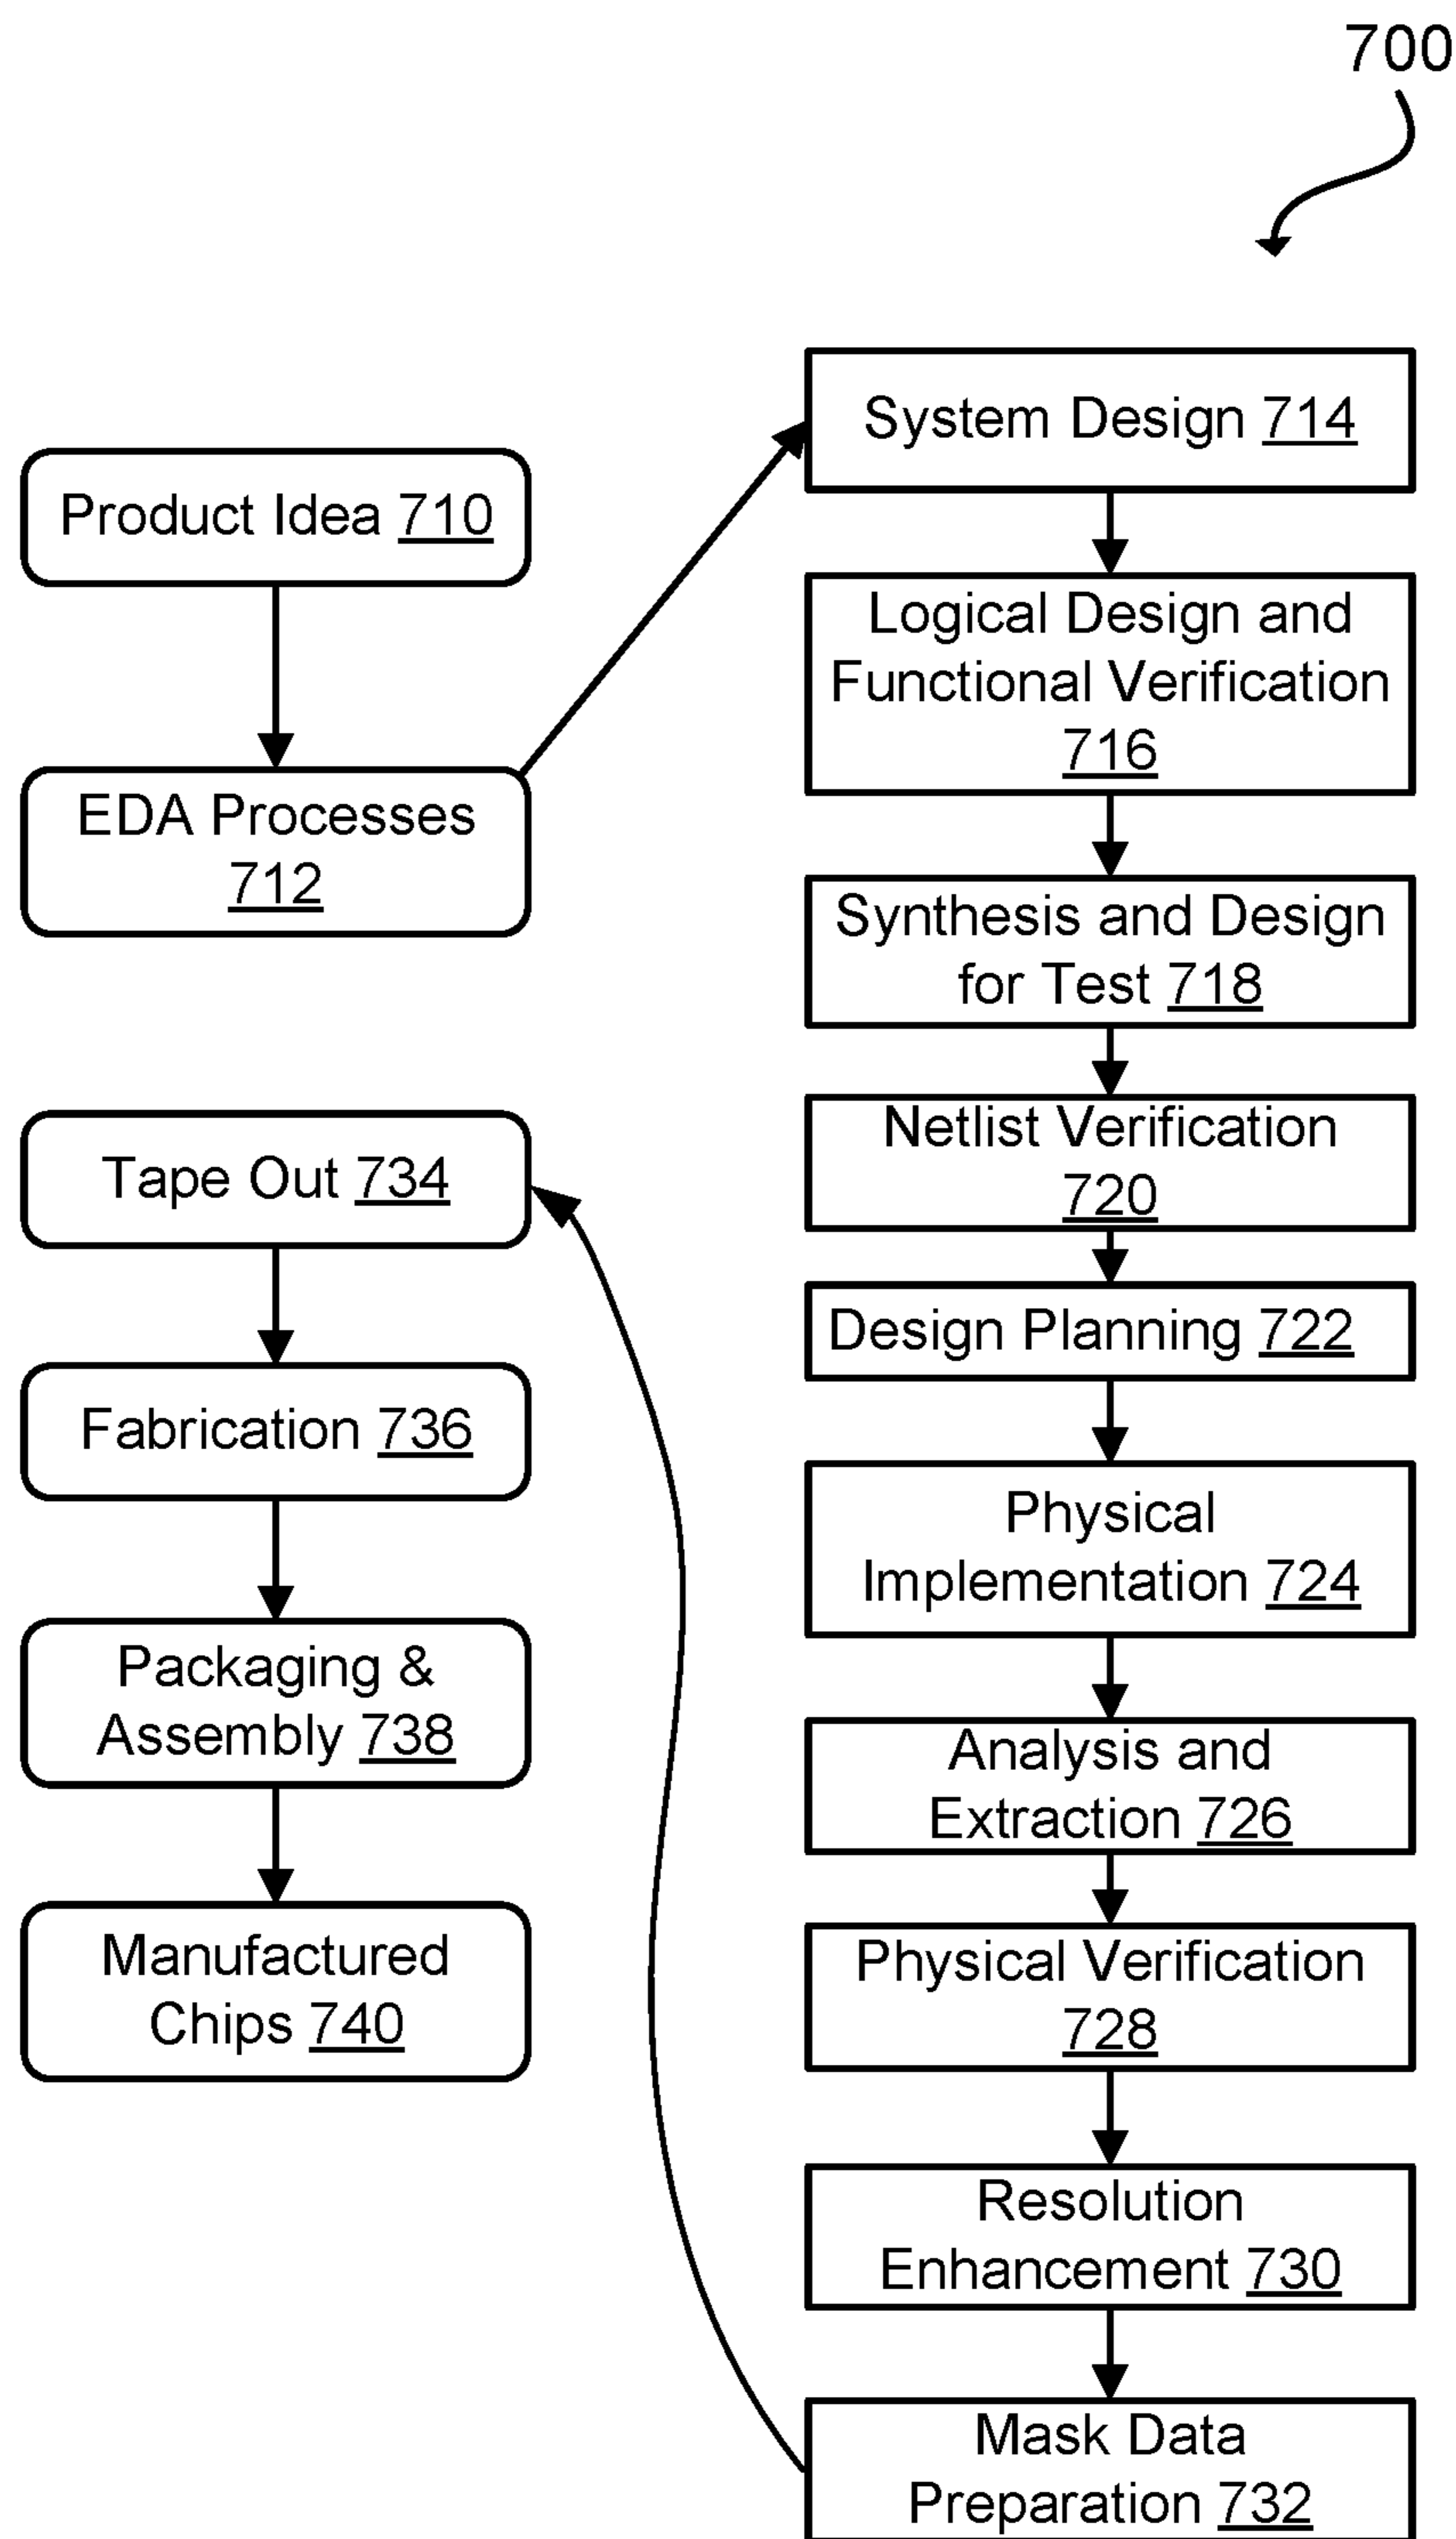 700
Product Idea 710
EDA Processes
712
System Design 714
Logical Design and
Functional Verification
716
Synthesis and Design
for Test 718
Netlist Verification
720
Design Planning 722
Physical
Implementation 724
Analysis and
Extraction 726
Physical Verification
728
Resolution
Enhancement 730
Mask Data
Preparation 732
Tape Out 734
Fabrication 736
Packaging &
Assembly 738
Manufactured
Chips 740